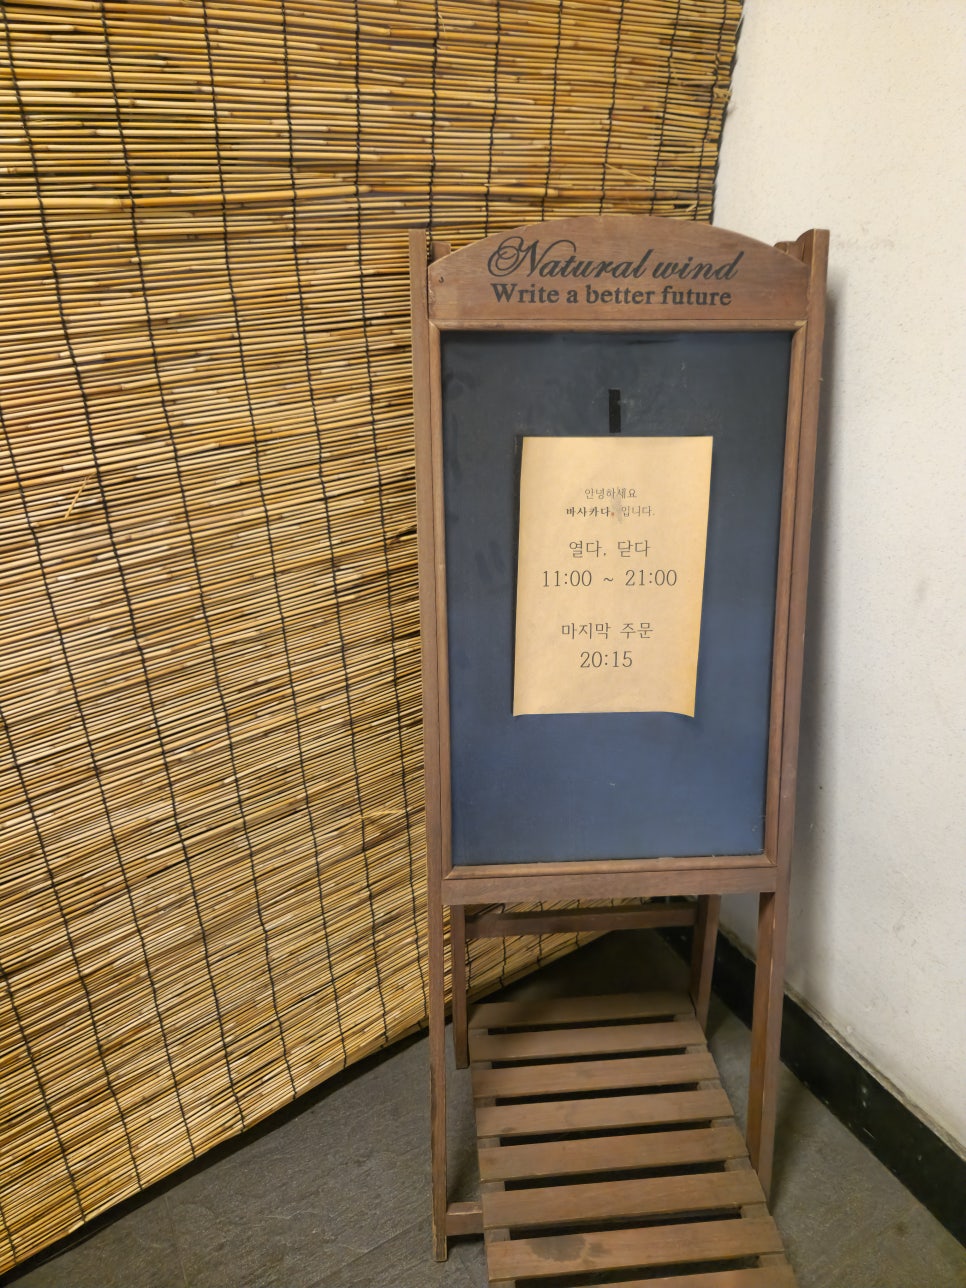 Natural wind
Write a better future
안녕하세요
바사카다. 입니다.
열다. 닫다
11:00 ~ 21:00
마지막 주문
20:15